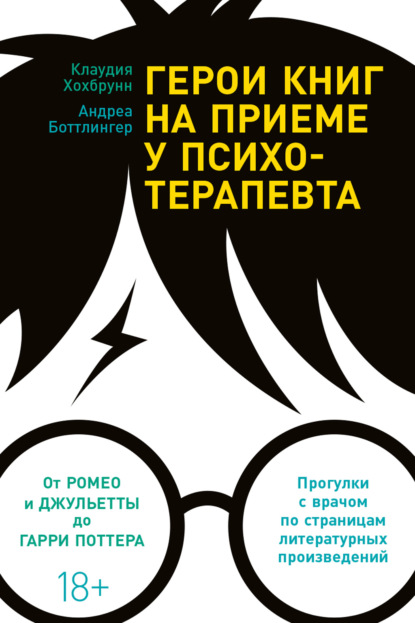 Клаудия
Хохбрунн
Андреа
Боттлингер
ГЕРОИ КНИГ
НА ПРИЕМЕ
У ПСИХО-
ТЕРАПЕВТА
От РОМЕО
и ДЖУЛЬЕТТЫ
до
ГАРРИ ПОТТЕРА
18+
Прогулки
с врачом
по страницам
литературных
произведений